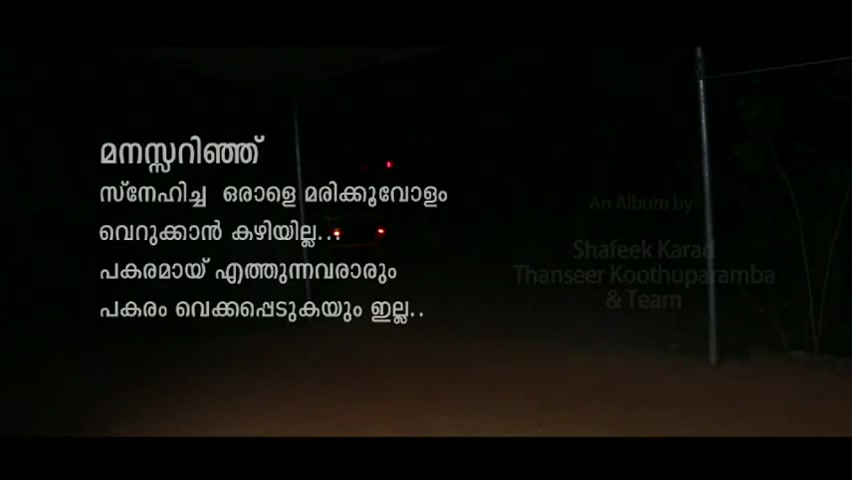 മനസ്സറിഞ്ഞ്
സ്നേഹിച്ച ഒരാളെ മരിക്കൂവോളം
വെറുക്കാൻ കഴിയില്ല...
പകരമായ് എത്തുന്നവരാരും
പകരം വെക്കപ്പെടുകയും ഇല്ല..
An Album by
Shafeek Karad
Thanseer Koothuparamba
& Team